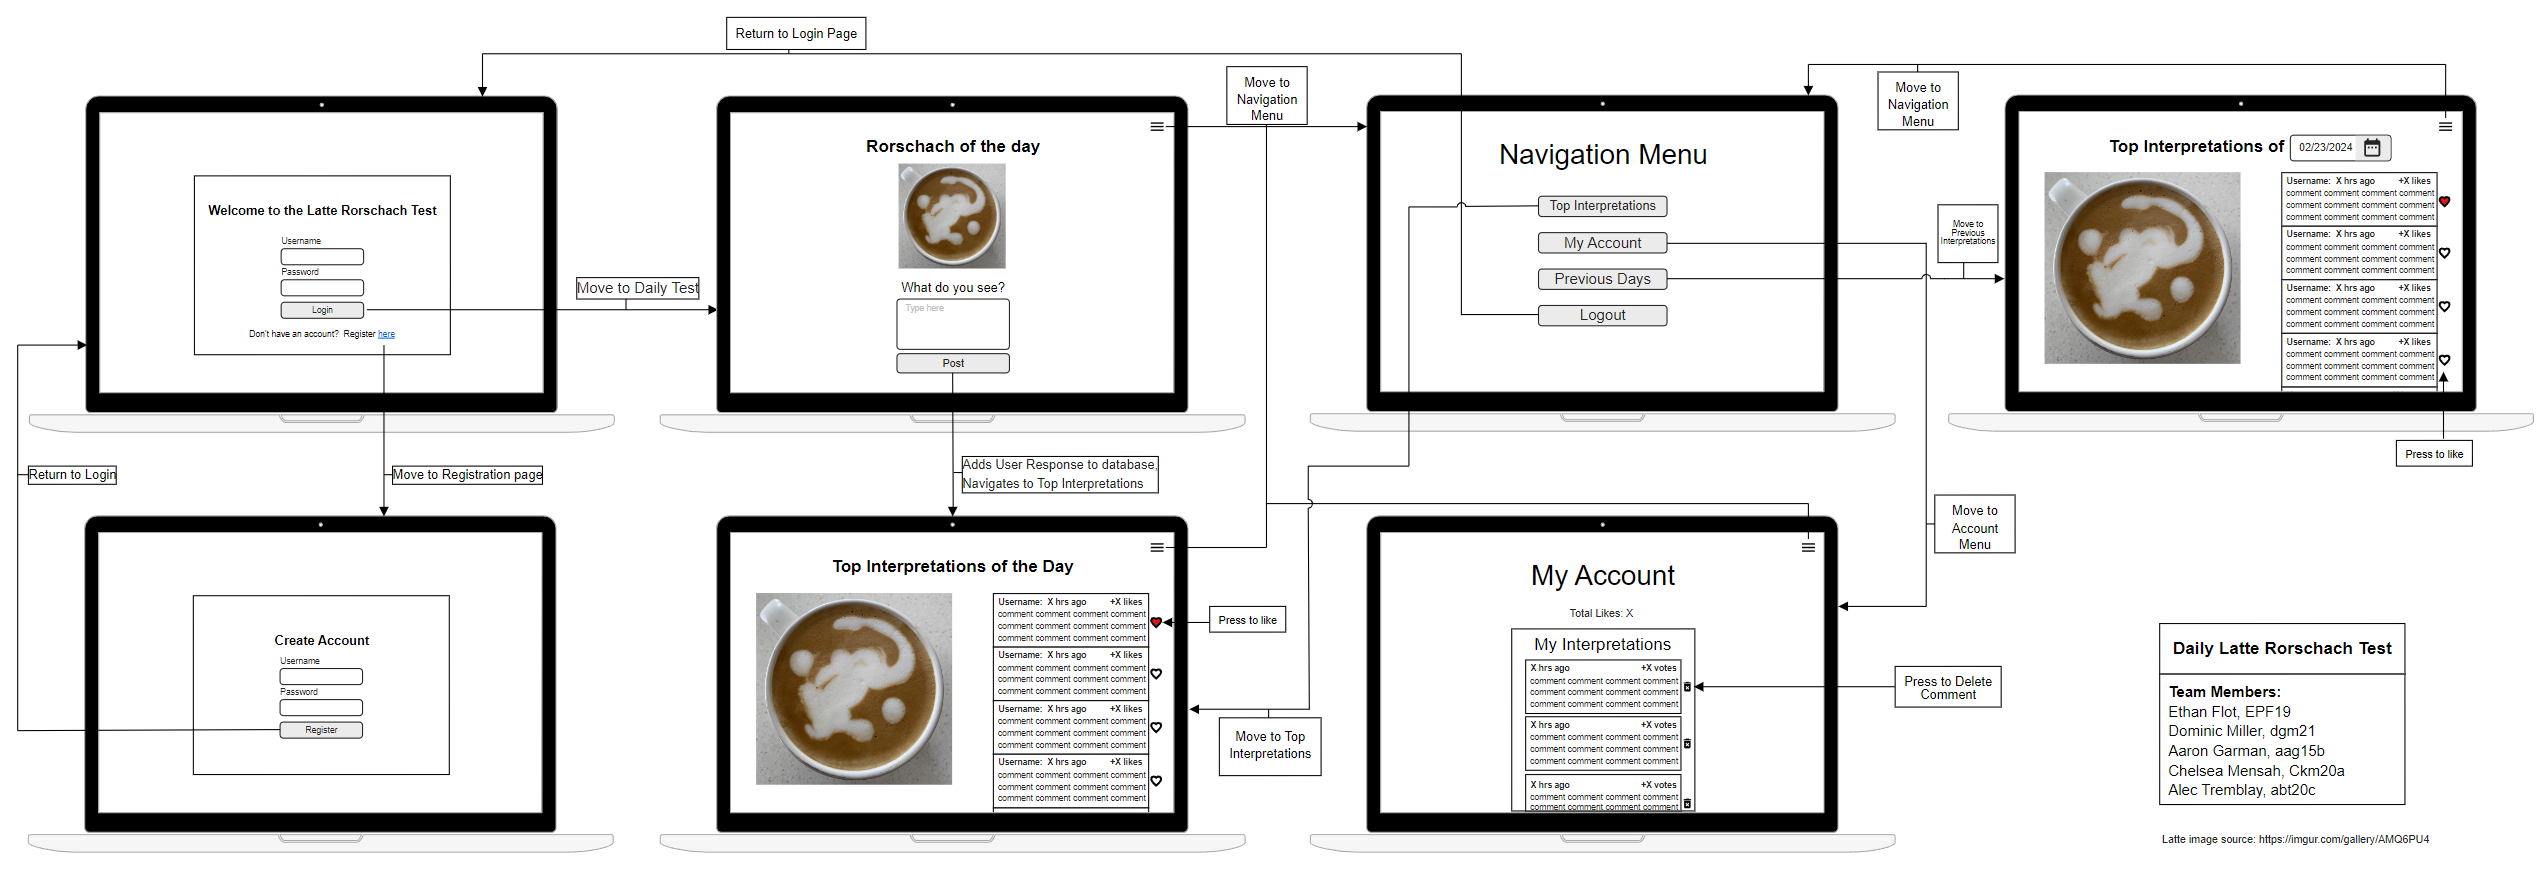 Return to Login Page
Move to
Navigation
Menu
Move to
Navigation
Menu
Welcome to the Latte Rorschach Test
Username
Password
Login
Don't have an account?  Register here
Move to Daily Test
Rorschach of the day
What do you see?
Type here
Post
Navigation Menu
Top Interpretations
My Account
Previous Days
Logout
Move to
Previous
Interpretations
Top Interpretations of 02/23/2024
Username:  X hrs ago +X likes
comment comment comment comment
comment comment comment comment
comment comment comment comment
Username:  X hrs ago +X likes
comment comment comment comment
comment comment comment comment
comment comment comment comment
Username:  X hrs ago +X likes
comment comment comment comment
comment comment comment comment
comment comment comment comment
Username:  X hrs ago +X likes
comment comment comment comment
comment comment comment comment
comment comment comment comment
Press to like
Return to Login
Move to Registration page
Adds User Response to database,
Navigates to Top Interpretations
Move to
Account
Menu
Create Account
Username
Password
Register
Top Interpretations of the Day
Username:  X hrs ago +X likes
comment comment comment comment
comment comment comment comment
comment comment comment comment
Username:  X hrs ago +X likes
comment comment comment comment
comment comment comment comment
comment comment comment comment
Username:  X hrs ago +X likes
comment comment comment comment
comment comment comment comment
comment comment comment comment
Username:  X hrs ago +X likes
comment comment comment comment
comment comment comment comment
comment comment comment comment
Press to like
Move to Top
Interpretations
My Account
Total Likes: X
My Interpretations
X hrs ago +X votes
comment comment comment comment
comment comment comment comment
comment comment comment comment
X hrs ago +X votes
comment comment comment comment
comment comment comment comment
comment comment comment comment
X hrs ago +X votes
comment comment comment comment
comment comment comment comment
Press to Delete
Comment
Daily Latte Rorschach Test
Team Members:
Ethan Flot, EPF19
Dominic Miller, dgm21
Aaron Garman, aag15b
Chelsea Mensah, Ckm20a
Alec Tremblay, abt20c
Latte image source: https://imgur.com/gallery/AMQ6PU4